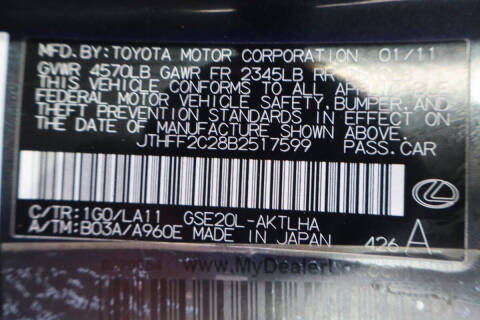 MFD.BY:TOYOTA MOTOR CORPORATION 01/11
GVWR 4570LB GAWR FR 2345LB RR
THIS VEHICLE CONFORMS TO ALL APPLICABLE
FEDERAL MOTOR VEHICLE SAFETY,BUMPER,AND
THEFT PREVENTION STANDARDS IN EFFECT ON
THE DATE OF MANUFACTURE SHOWN ABOVE.
JTHFF2C28B2517599 PASS.CAR
C/TR:1G0/LA11 GSE20L-AKTLHA
A/TM:B03A/A960E MADE IN JAPAN 426 A